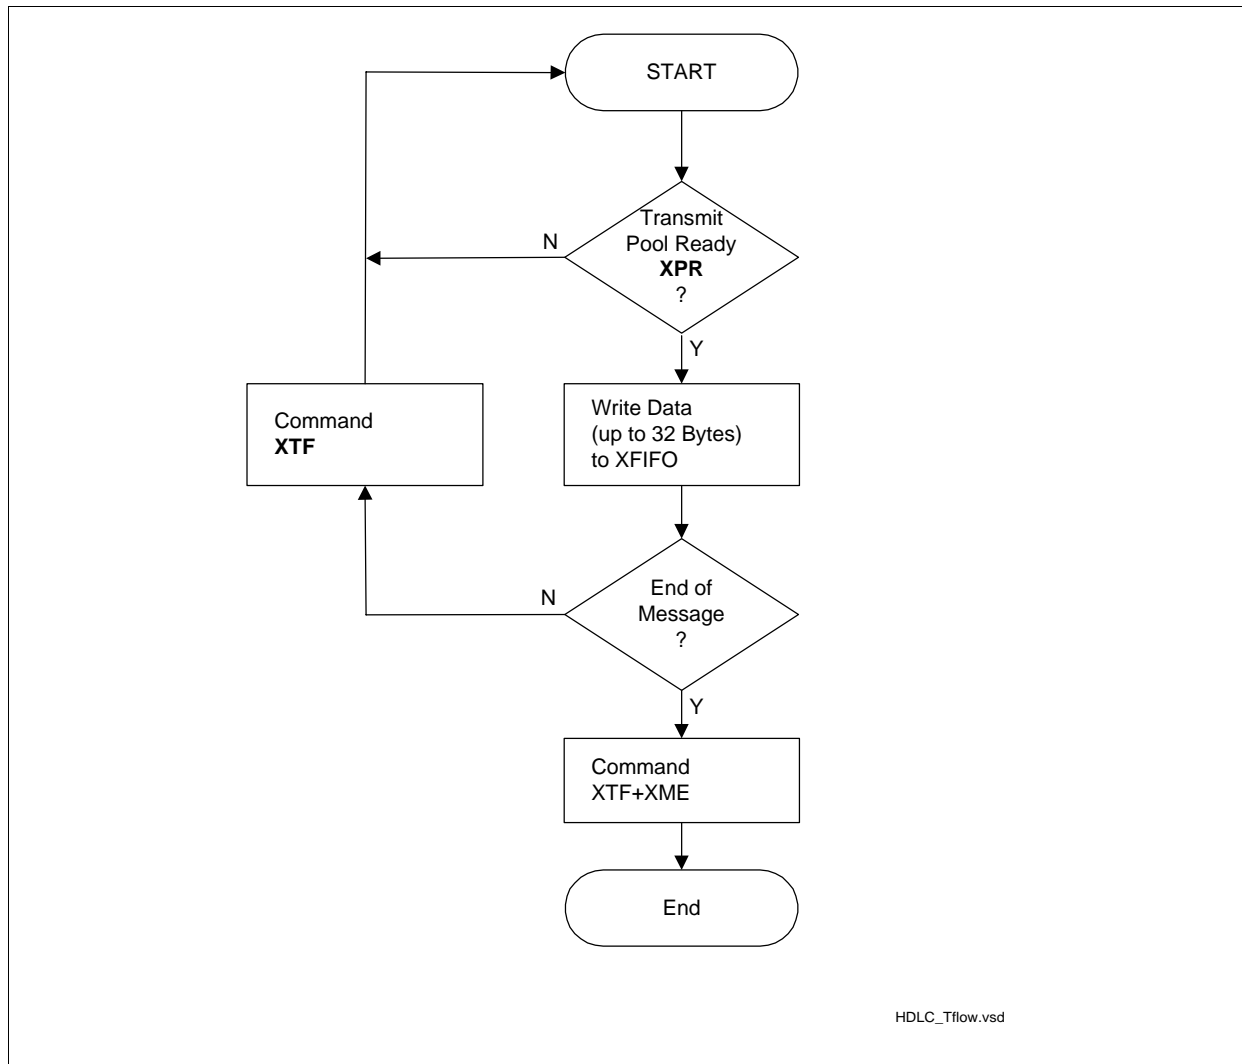 START
Transmit
Pool Ready
XPR
?
N
Y
Command
XTF
Write Data
(up to 32 Bytes)
to XFIFO
End of
Message
?
N
Y
Command
XTF+XME
End
HDLC_Tflow.vsd